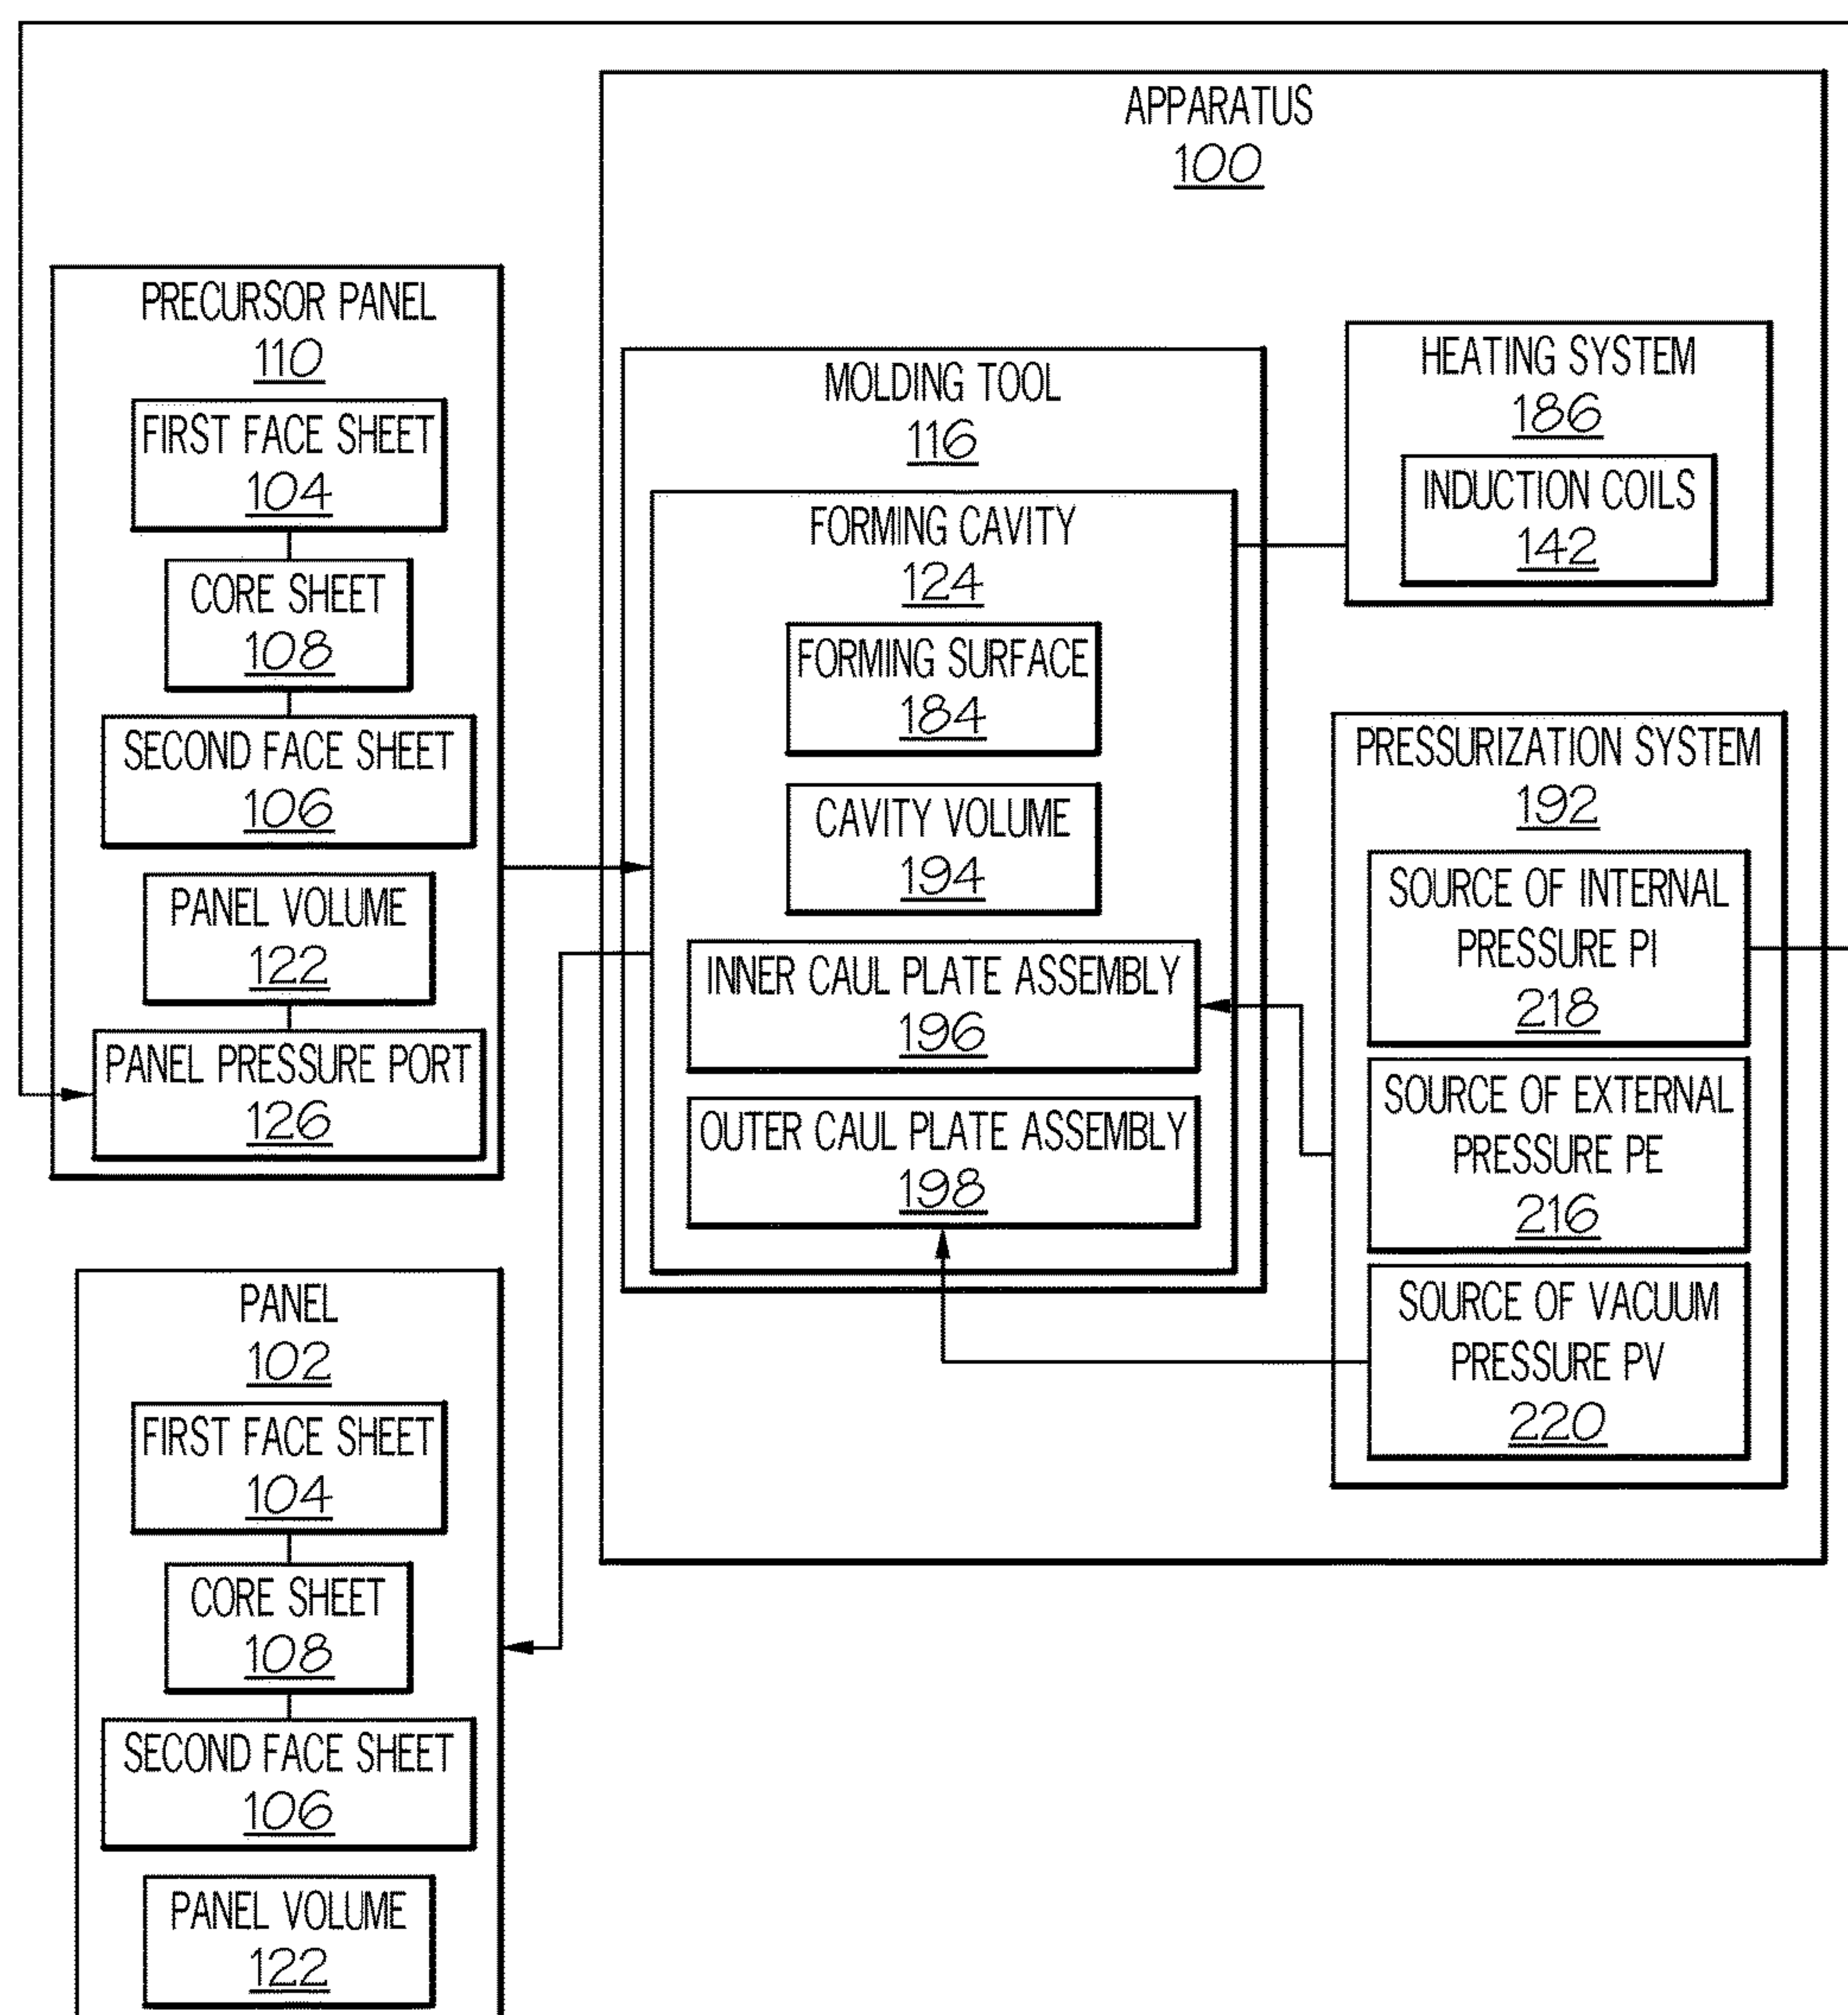 APPARATUS
100
PRECURSOR PANEL
110
FIRST FACE SHEET
104
CORE SHEET
108
SECOND FACE SHEET
106
PANEL VOLUME
122
PANEL PRESSURE PORT
126
MOLDING TOOL
116
FORMING CAVITY
124
FORMING SURFACE
184
CAVITY VOLUME
194
INNER CAUL PLATE ASSEMBLY
196
OUTER CAUL PLATE ASSEMBLY
198
HEATING SYSTEM
186
INDUCTION COILS
142
PRESSURIZATION SYSTEM
192
SOURCE OF INTERNAL
PRESSURE PI
218
SOURCE OF EXTERNAL
PRESSURE PE
216
SOURCE OF VACUUM
PRESSURE PV
220
PANEL
102
FIRST FACE SHEET
104
CORE SHEET
108
SECOND FACE SHEET
106
PANEL VOLUME
122